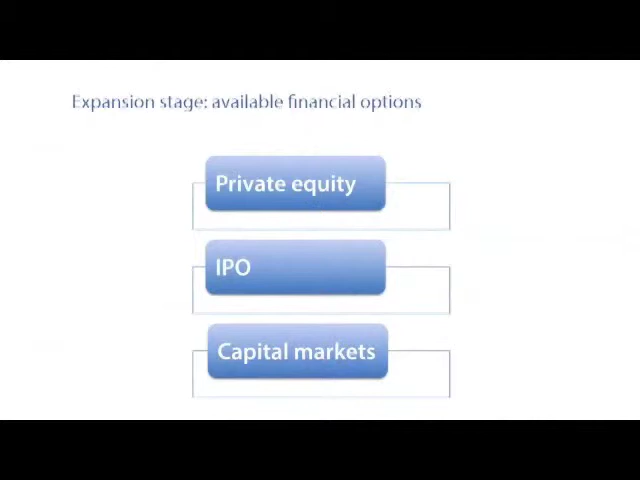 Expansion stage: available financial options
Private equity
IPO
Capital markets